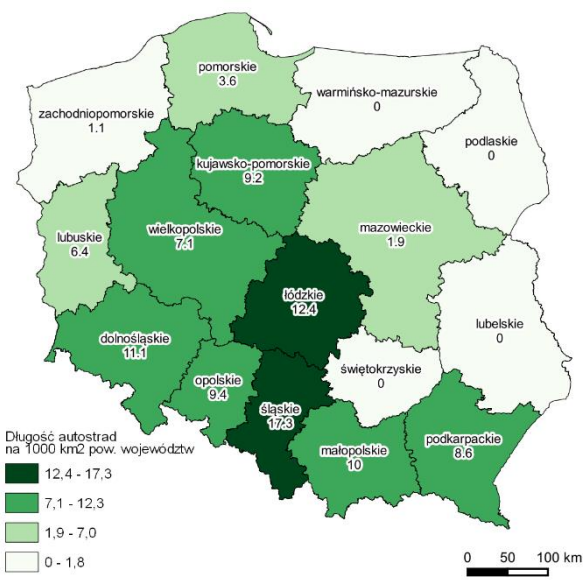 pomorskie
3.6
warmińsko-mazurskie
0
zachodniopomorskie
1.1
podlaskie
0
kujawsko-pomorskie
9.2
wielkopolskie
7.1
mazowieckie
1.9
lubuskie
6.4
łódzkie
12.4
lubelskie
0
dolnośląskie
11.1
świętokrzyskie
0
opolskie
9.4
śląskie
17.3
małopolskie
10
podkarpackie
8.6
Długość autostrad
na 1000 km2 pow. województw
12,4 - 17,3
7,1 - 12,3
1,9 - 7,0
0 - 1,8
0 50 100 km